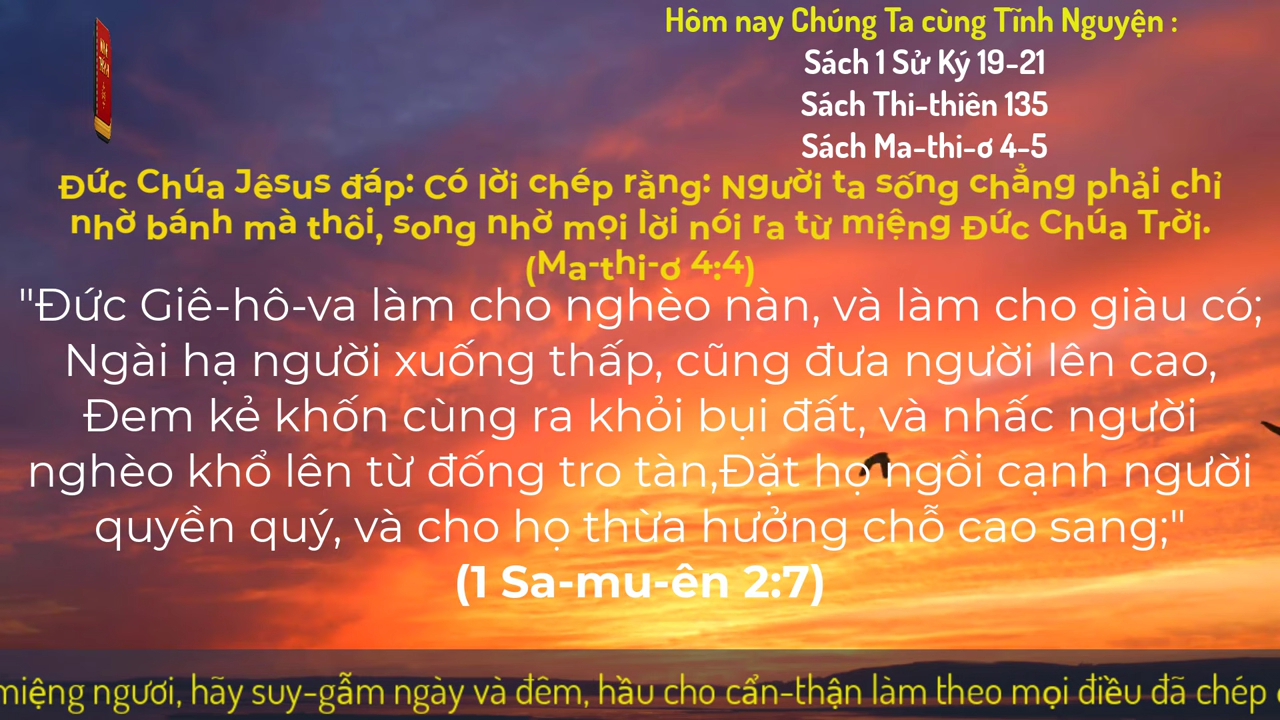 Hôm nay Chúng Ta cùng Tĩnh Nguyện :
Sách 1 Sử Ký 19-21
Sách Thi-thiên 135
Sách Ma-thi-ơ 4-5
Đức Chúa Jêsus đáp: Có lời chép rằng: Người ta sống chẳng phải chỉ
nhờ bánh mà thôi, song nhờ mọi lời nói ra từ miệng Đức Chúa Trời.
(Ma-thi-ơ 4:4)
"Đức Giê-hô-va làm cho nghèo nàn, và làm cho giàu có;
Ngài hạ người xuống thấp, cũng đưa người lên cao,
Đem kẻ khốn cùng ra khỏi bụi đất, và nhấc người
nghèo khổ lên từ đống tro tàn,Đặt họ ngồi cạnh người
quyền quý, và cho họ thừa hưởng chỗ cao sang;"
(1 Sa-mu-ên 2:7)
miệng ngươi, hãy suy-gẫm ngày và đêm, hầu cho cẩn-thận làm theo mọi điều đã chép